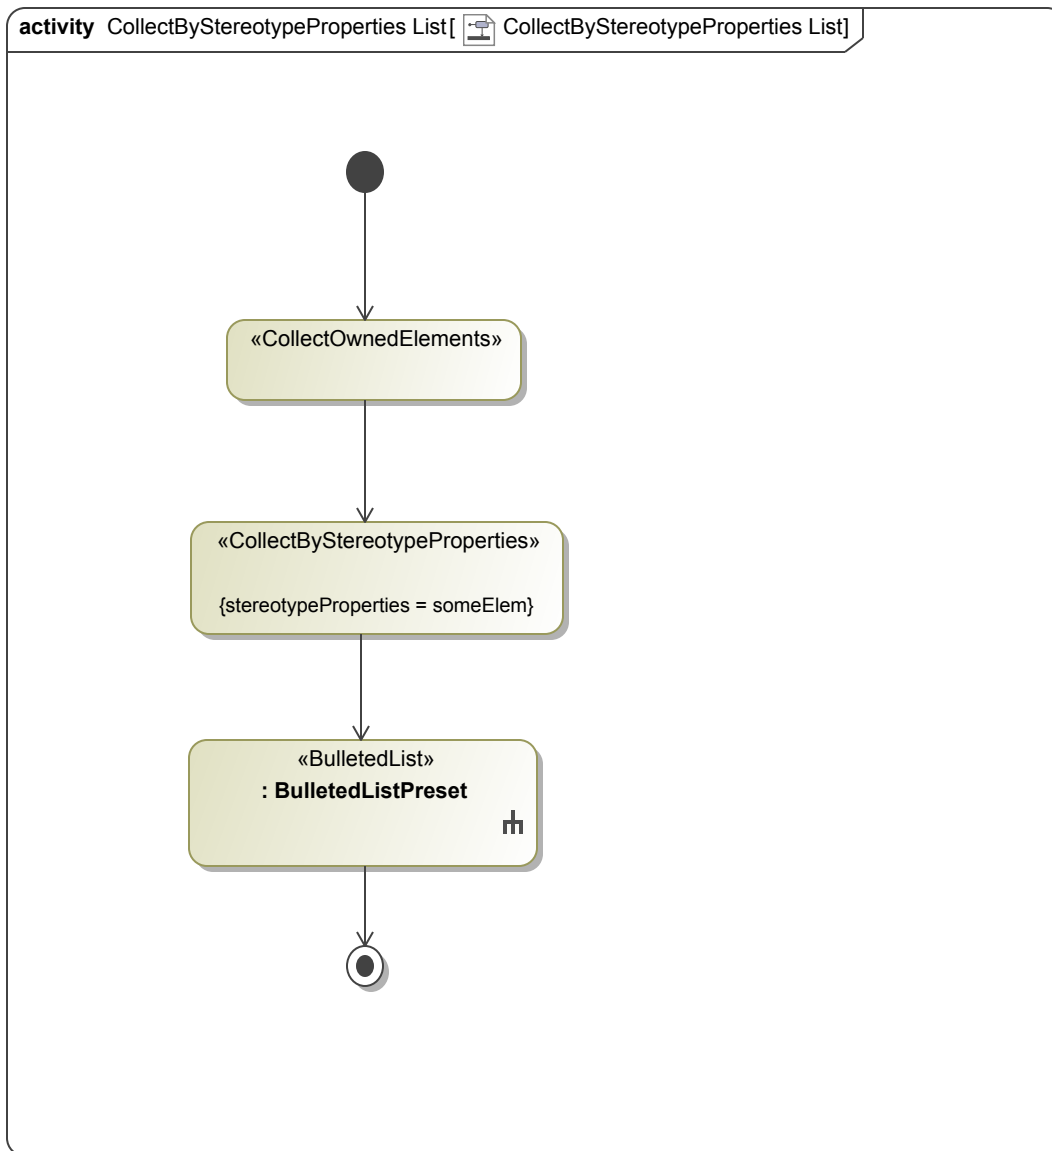 activity CollectByStereotypeProperties List[ CollectByStereotypeProperties List]
«CollectOwnedElements»
«CollectByStereotypeProperties»
{stereotypeProperties = someElem}
«BulletedList»
: BulletedListPreset